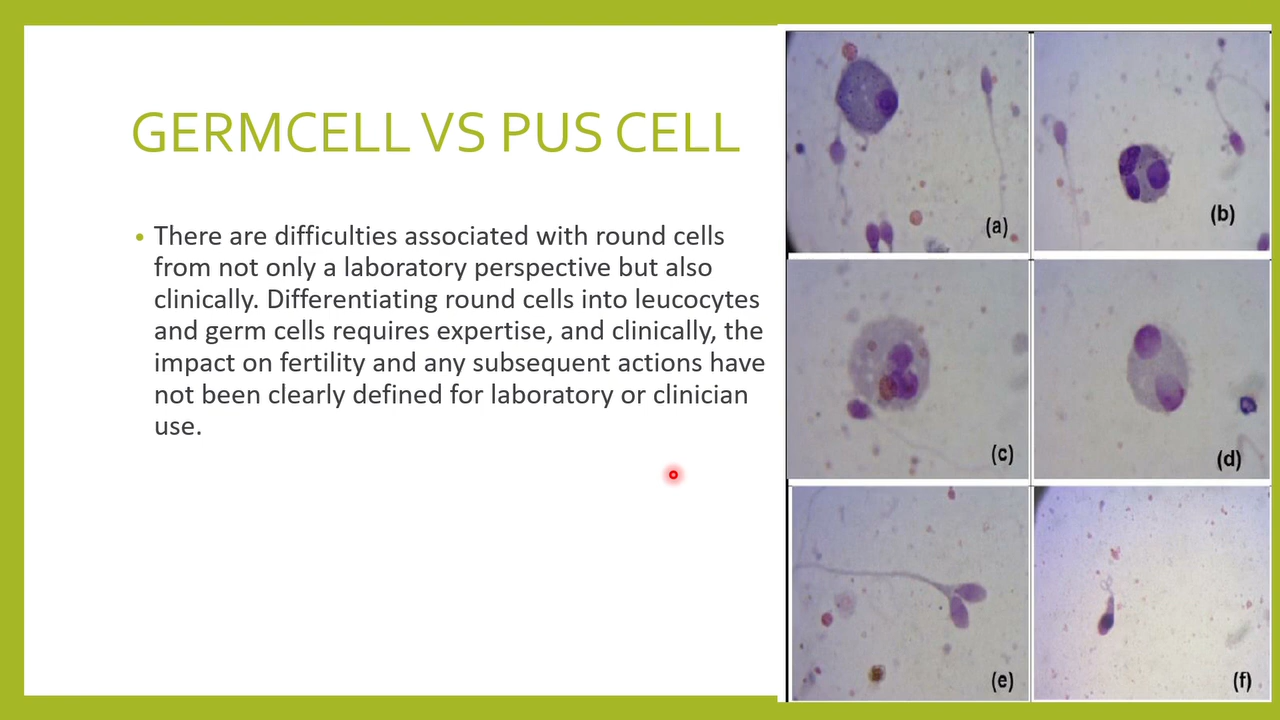 GERMCELL VS PUS CELL
• There are difficulties associated with round cells
from not only a laboratory perspective but also
clinically. Differentiating round cells into leucocytes
and germ cells requires expertise, and clinically, the
impact on fertility and any subsequent actions have
not been clearly defined for laboratory or clinician
use.
(a)
(b)
(c)
(d)
(e)
(f)